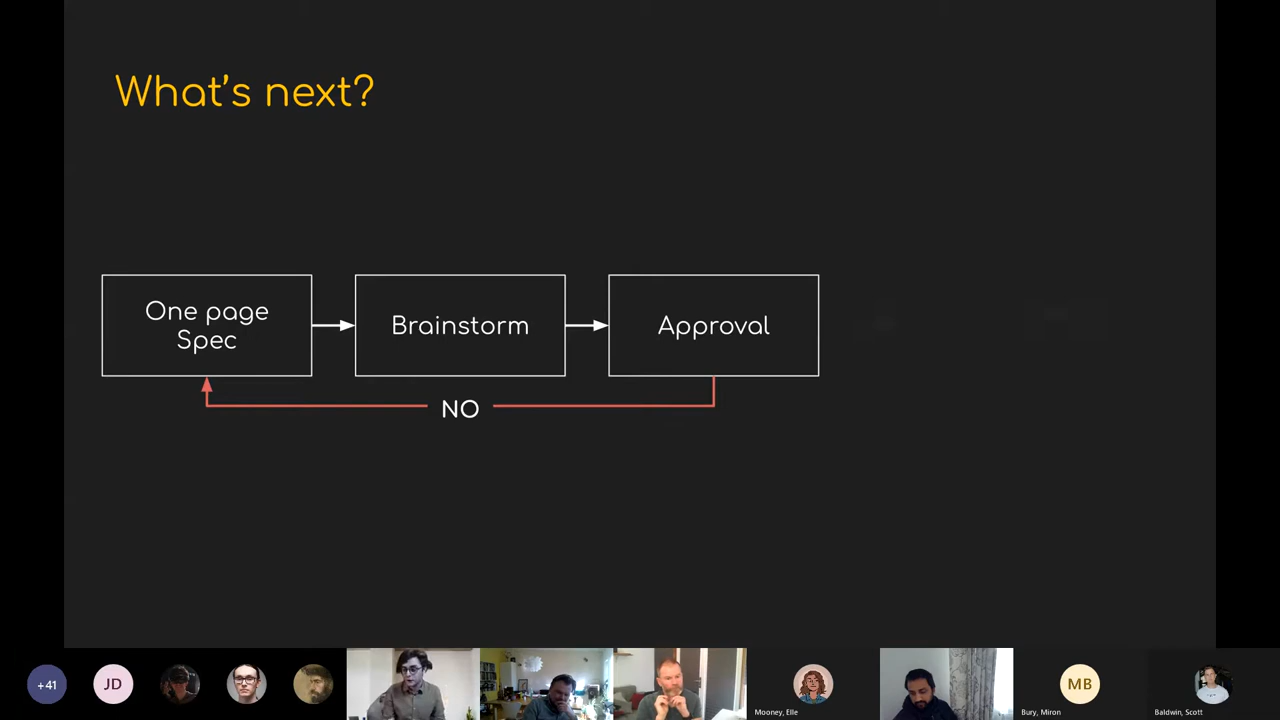 What's next?
One page
Spec
Brainstorm
Approval
NO
+41
JD
MB
Mooney, Elle
Bury, Miron
Baldwin, Scott